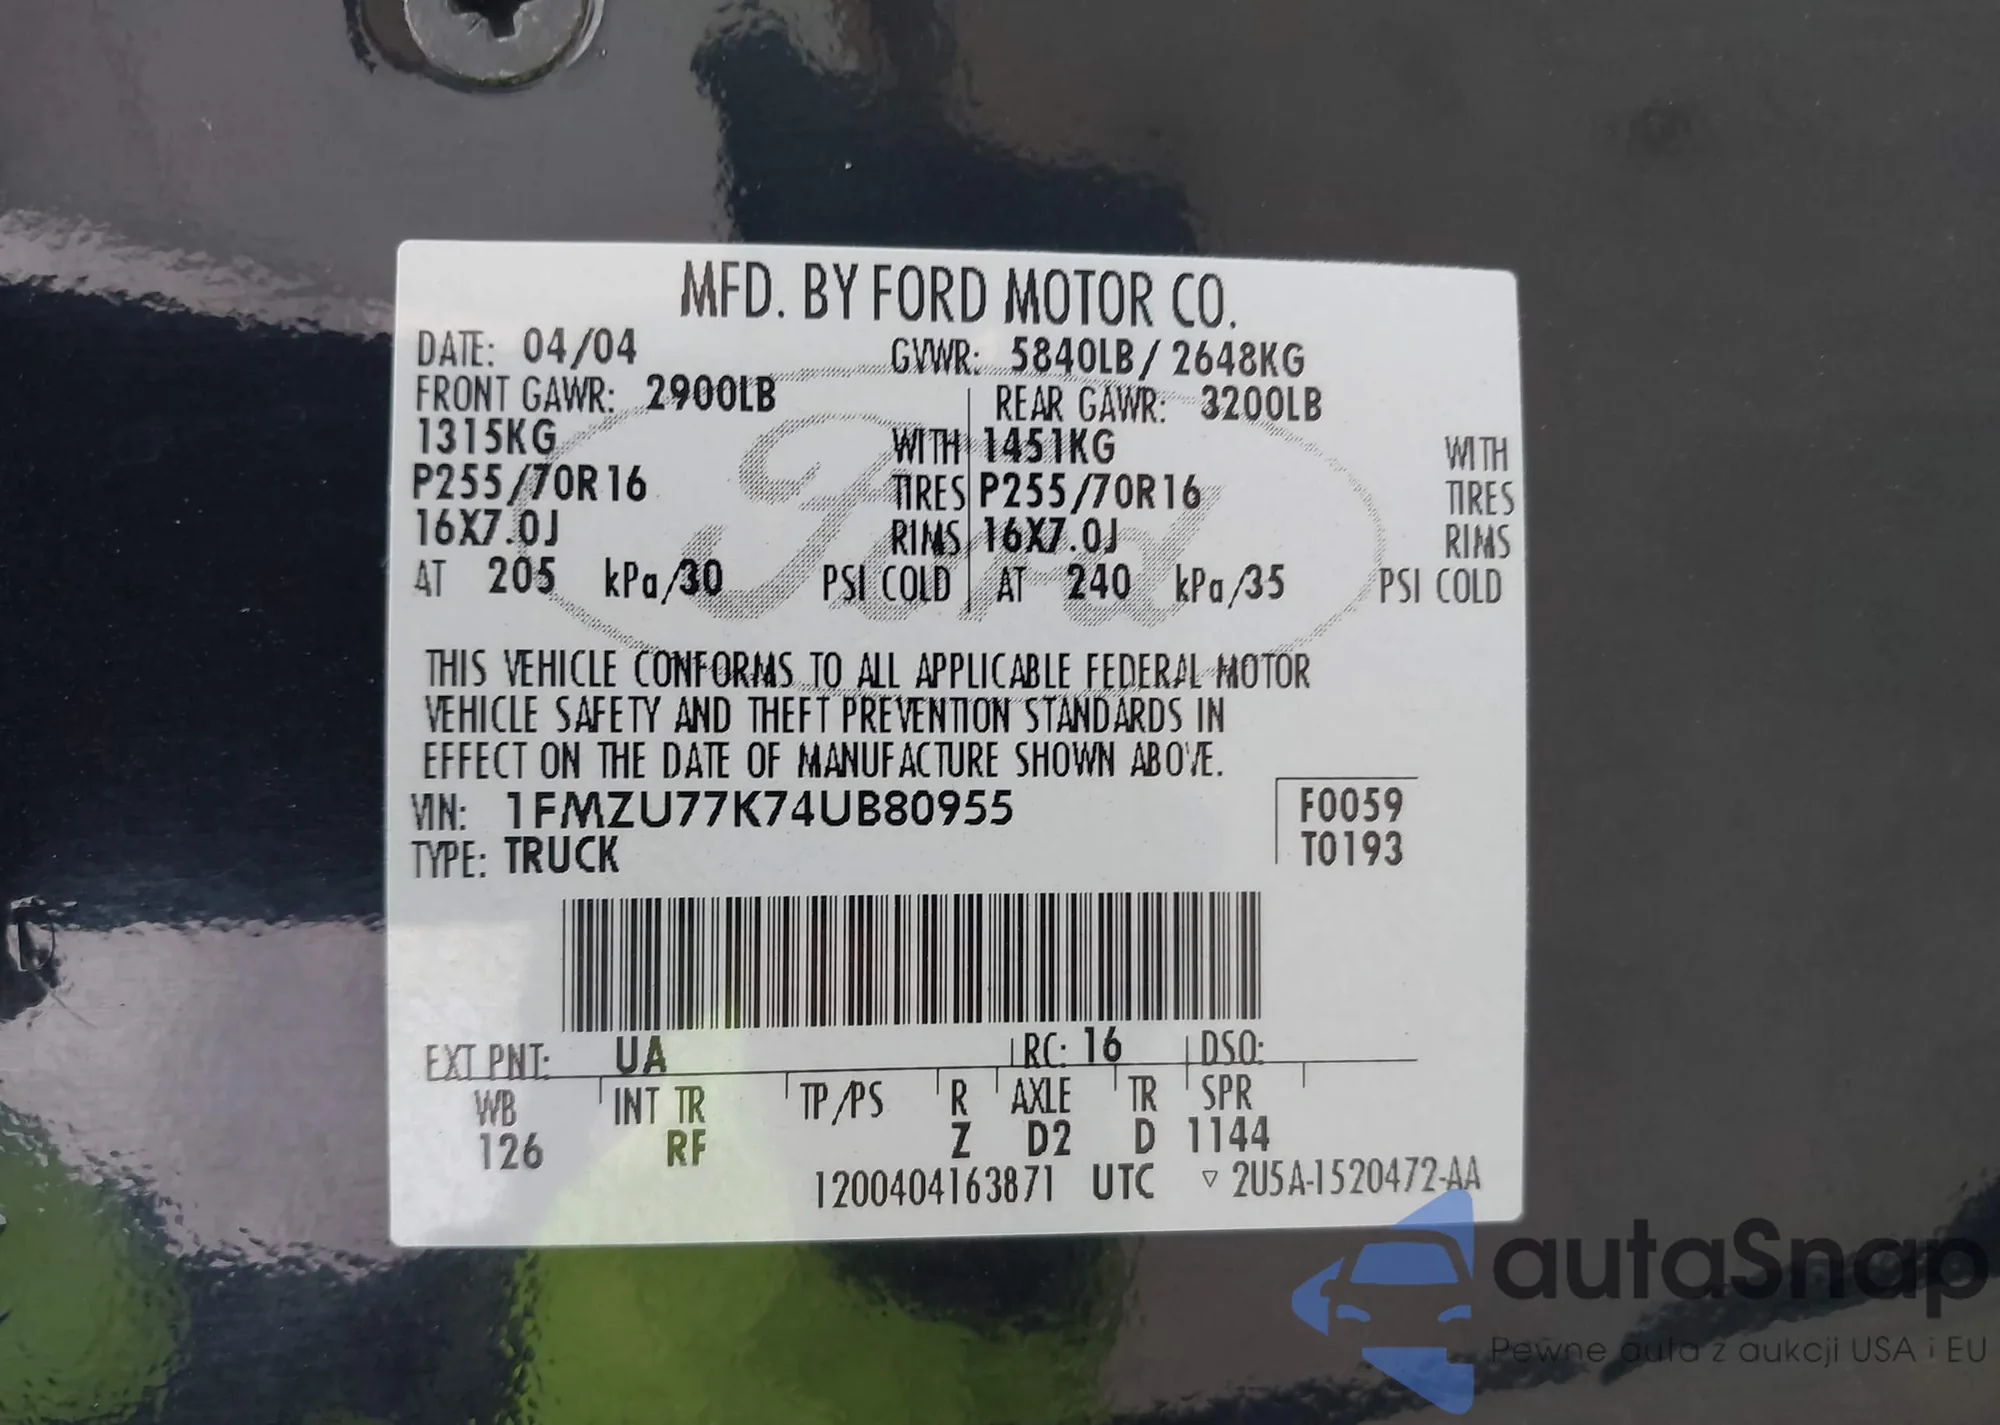 MFD. BY FORD MOTOR CO.
DATE: 04/04 GVWR: 5840LB / 2648KG
FRONT GAWR: 2900LB REAR GAWR: 3200LB
1315KG WITH 1451KG WITH
P255/70R16 TIRES P255/70R16 TIRES
16X7.0J RIMS 16X7.0J RIMS
AT 205 kPa/30 PSI COLD AT 240 kPa/35 PSI COLD
Ford
THIS VEHICLE CONFORMS TO ALL APPLICABLE FEDERAL MOTOR
VEHICLE SAFETY AND THEFT PREVENTION STANDARDS IN
EFFECT ON THE DATE OF MANUFACTURE SHOWN ABOVE.
VIN: 1FMZU77K74UB80955 F0059
TYPE: TRUCK T0193
EXT PNT: UA RC: 16 DSO:
WB INT TR TP/PS R AXLE TR SPR
126 RF Z D2 D 1144
1200404163871 UTC ▽ 2U5A-1520472-AA
autaSnap
Pewne auta z aukcji USA i EU